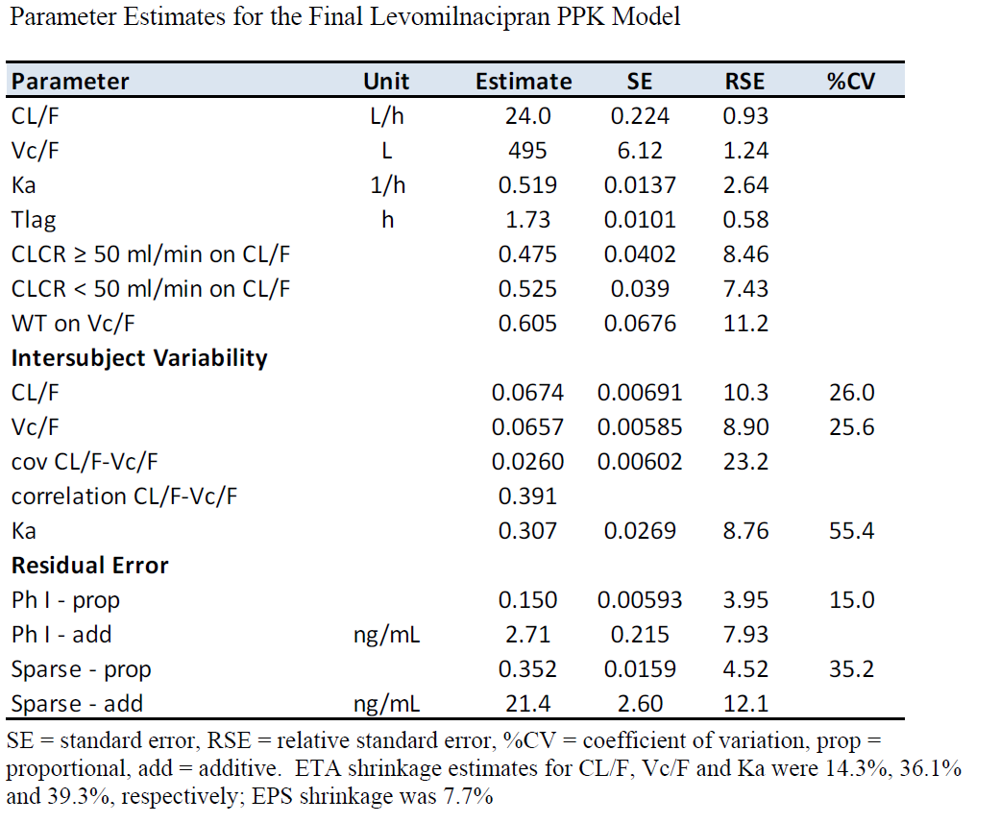 Parameter Estimates for the Final Levomilnacipran PPK Model
Parameter Unit Estimate SE RSE %CV
CL/F L/h 24.0 0.224 0.93
Vc/F L 495 6.12 1.24
Ka 1/h 0.519 0.0137 2.64
Tlag h 1.73 0.0101 0.58
CLCR ≥ 50 ml/min on CL/F 0.475 0.0402 8.46
CLCR < 50 ml/min on CL/F 0.525 0.039 7.43
WT on Vc/F 0.605 0.0676 11.2
Intersubject Variability
CL/F 0.0674 0.00691 10.3 26.0
Vc/F 0.0657 0.00585 8.90 25.6
cov CL/F-Vc/F 0.0260 0.00602 23.2
correlation CL/F-Vc/F 0.391
Ka 0.307 0.0269 8.76 55.4
Residual Error
Ph I - prop 0.150 0.00593 3.95 15.0
Ph I - add ng/mL 2.71 0.215 7.93
Sparse - prop 0.352 0.0159 4.52 35.2
Sparse - add ng/mL 21.4 2.60 12.1
SE = standard error, RSE = relative standard error, %CV = coefficient of variation, prop =
proportional, add = additive.  ETA shrinkage estimates for CL/F, Vc/F and Ka were 14.3%, 36.1%
and 39.3%, respectively; EPS shrinkage was 7.7%